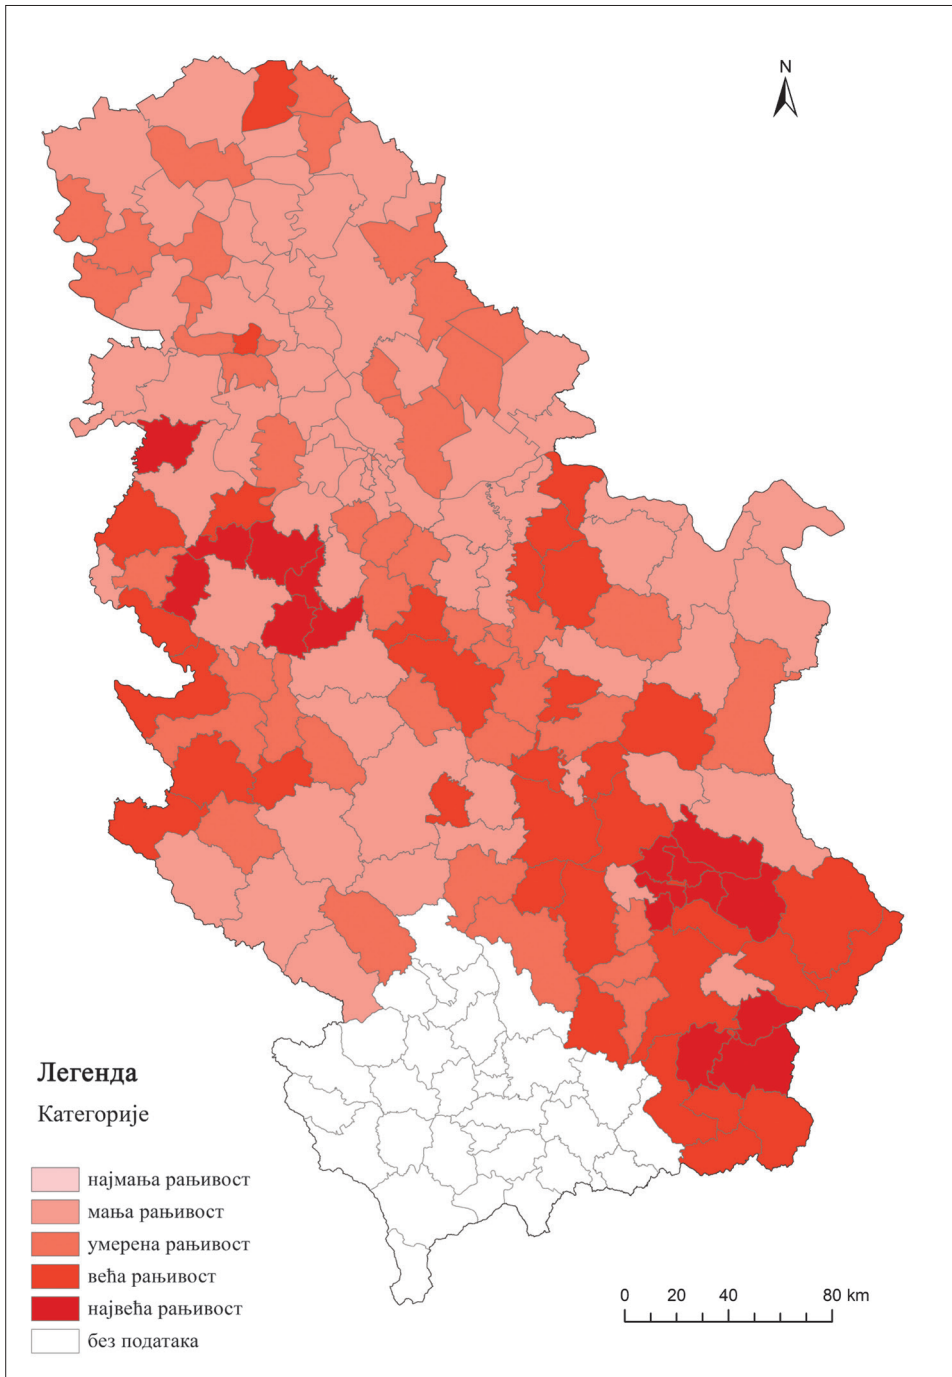 N
Легенда
Категорије
најмања рањивост
мања рањивост
умерена рањивост
већа рањивост
највећа рањивост
без података
0 20 40 80 km